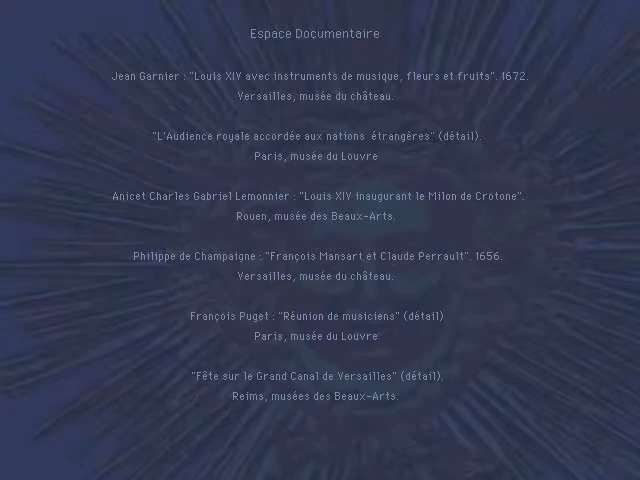 Espace Documentaire
Jean Garnier : "Louis XIV avec instruments de musique, fleurs et fruits". 1672.
Versailles, musée du château.
"L'Audience royale accordée aux nations étrangères" (détail).
Paris, musée du Louvre
Anicet Charles Gabriel Lemonnier : "Louis XIV inaugurant le Milon de Crotone".
Rouen, musée des Beaux-Arts.
Philippe de Champaigne : "François Mansart et Claude Perrault". 1656.
Versailles, musée du château.
François Puget : "Réunion de musiciens" (détail)
Paris, musée du Louvre
"Fête sur le Grand Canal de Versailles" (détail).
Reims, musées des Beaux-Arts.